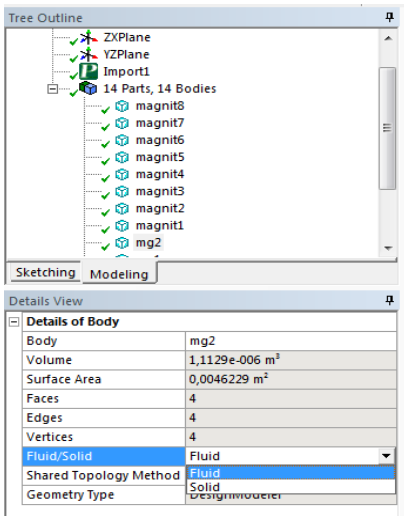 Tree Outline
ZXPlane
YZPlane
Import1
14 Parts, 14 Bodies
magnit8
magnit7
magnit6
magnit5
magnit4
magnit3
magnit2
magnit1
mg2
Sketching Modeling
Details View
Details of Body
Body mg2
Volume 1,1129e-006 m³
Surface Area 0,0046229 m²
Faces 4
Edges 4
Vertices 4
Fluid/Solid Fluid
Shared Topology Method Fluid
Solid
Geometry Type DesignModeler